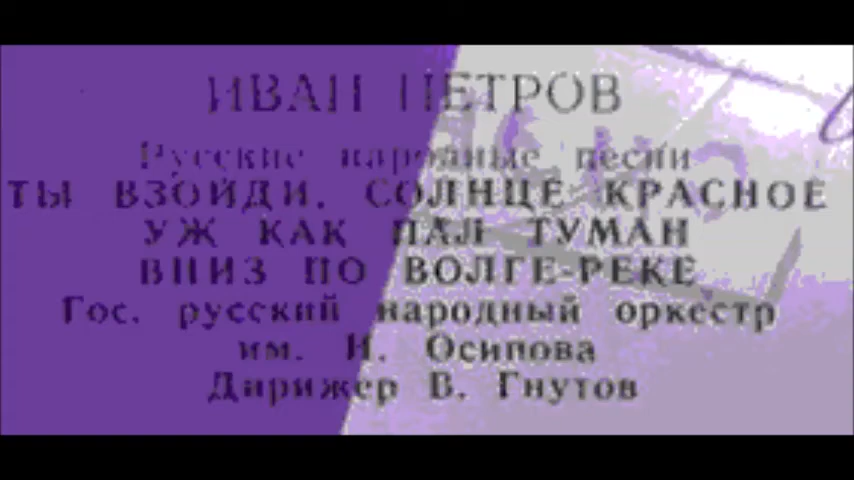 ИВАН ПЕТРОВ
Русские народные песни
ТЫ ВЗОЙДИ, СОЛНЦЕ КРАСНОЕ
УЖ КАК ПАЛ ТУМАН
ВНИЗ ПО ВОЛГЕ-РЕКЕ
Гос. русский народный оркестр
им. Н. Осипова
Дирижер В. Гнутов